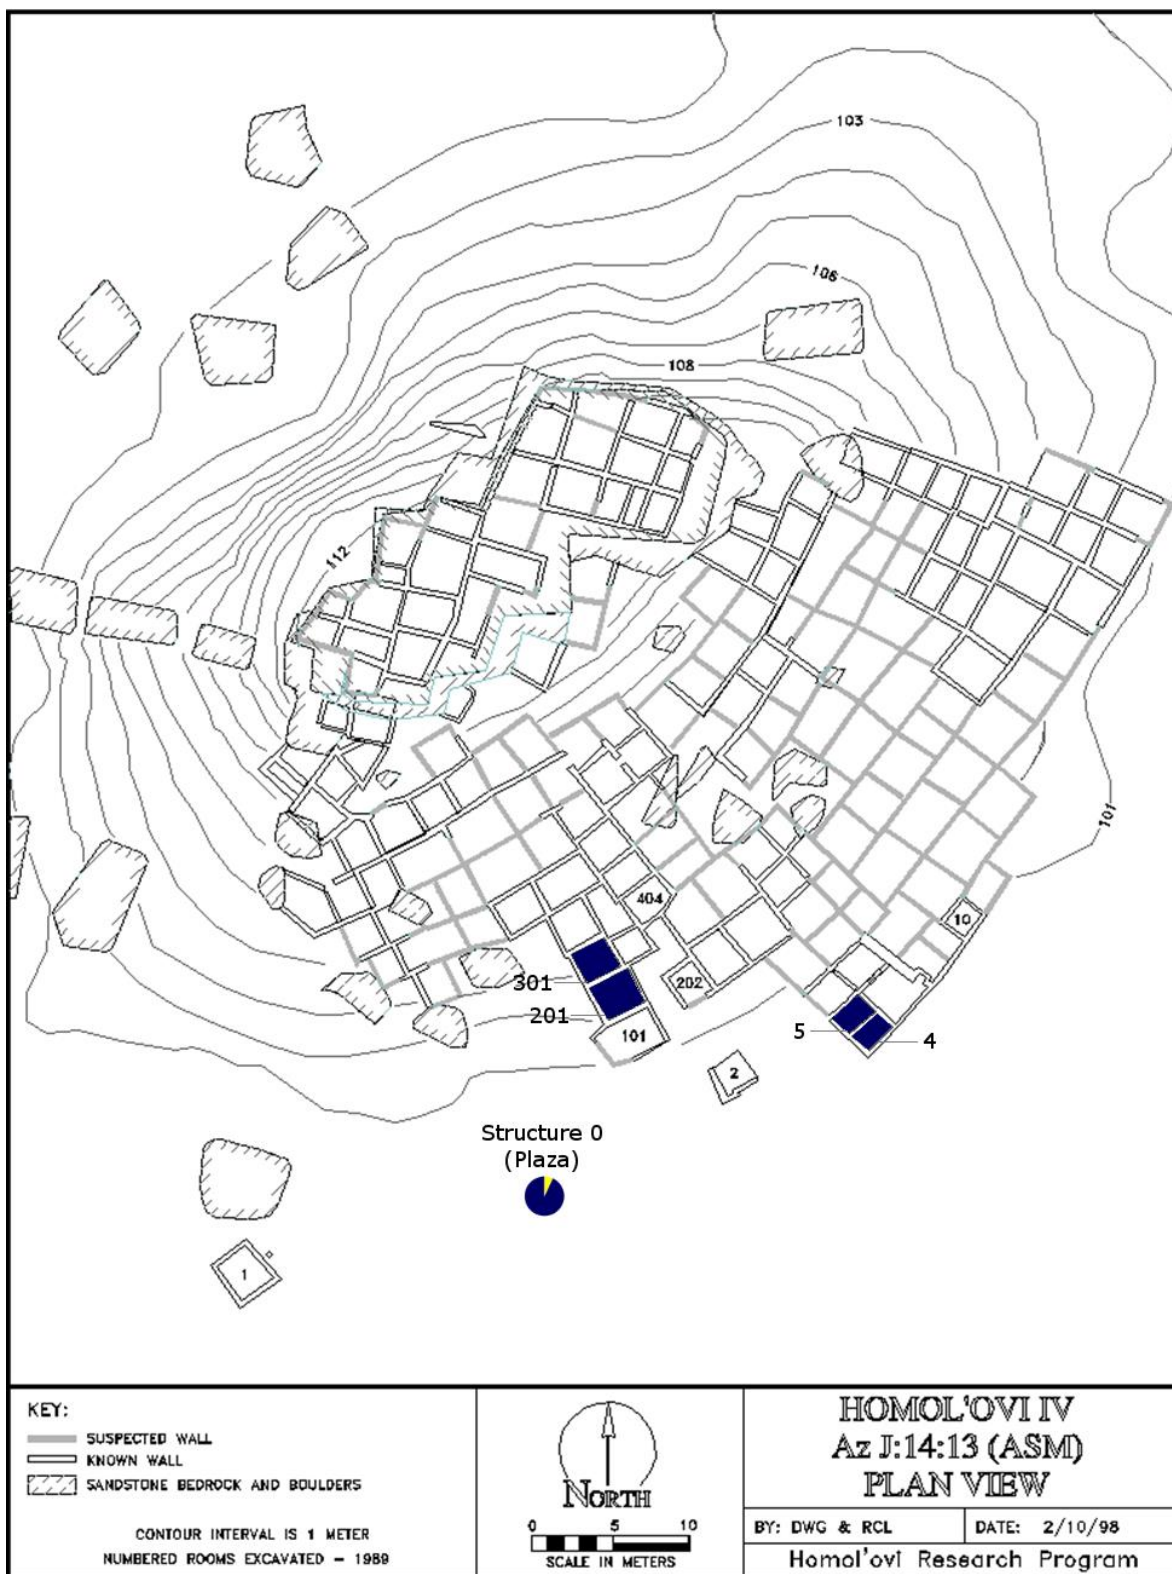 103
106
108
112
101
404
10
301
202
201
101
5
4
2
Structure 0
(Plaza)
1
KEY:
SUSPECTED WALL
KNOWN WALL
SANDSTONE BEDROCK AND BOULDERS
CONTOUR INTERVAL IS 1 METER
NUMBERED ROOMS EXCAVATED - 1989
NORTH
0 5 10
SCALE IN METERS
HOMOL'OVI IV
Az J:14:13 (ASM)
PLAN VIEW
BY: DWG & RCL
DATE: 2/10/98
Homol'ovi Research Program